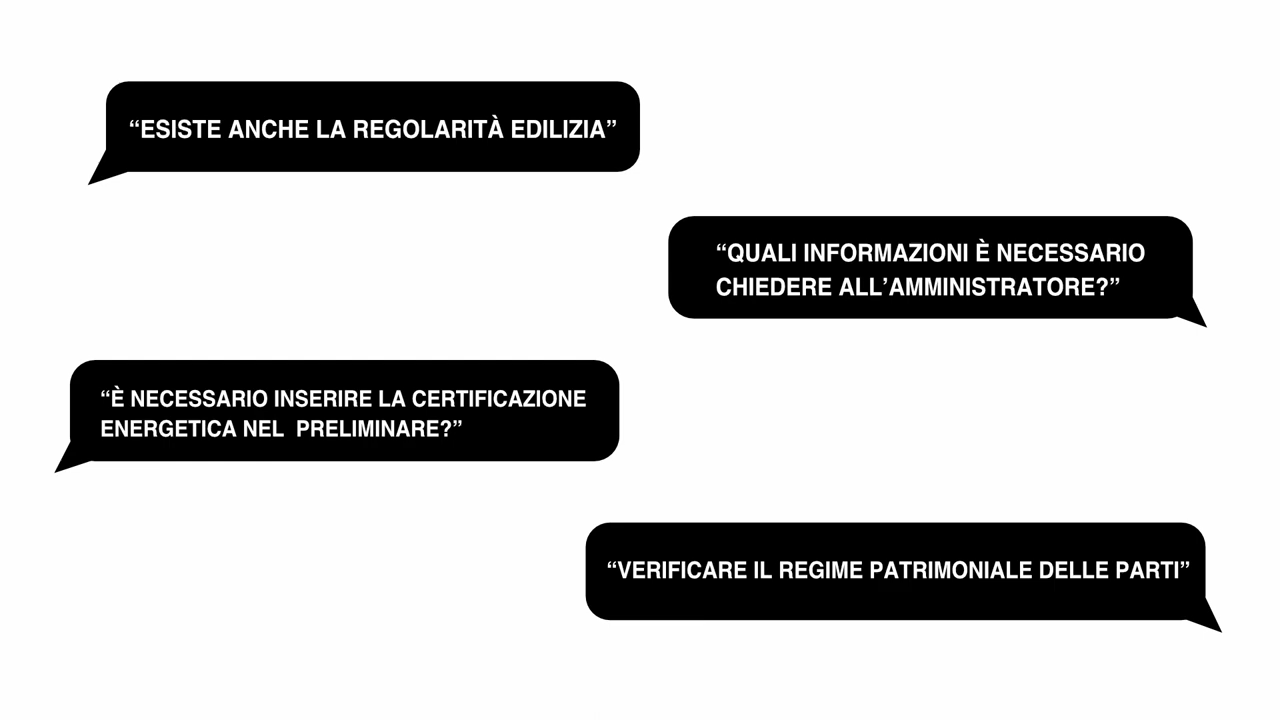 “ESISTE ANCHE LA REGOLARITÀ EDILIZIA”
“QUALI INFORMAZIONI È NECESSARIO
CHIEDERE ALL’AMMINISTRATORE?”
“È NECESSARIO INSERIRE LA CERTIFICAZIONE
ENERGETICA NEL  PRELIMINARE?”
“VERIFICARE IL REGIME PATRIMONIALE DELLE PARTI”